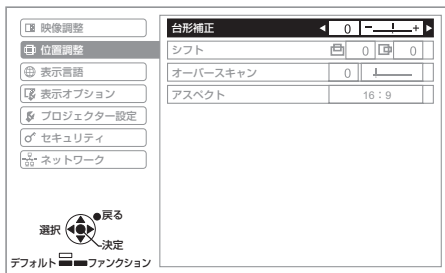 映像調整
位置調整
表示言語
表示オプション
プロジェクター設定
セキュリティ
ネットワーク
台形補正 0 - +
シフト 0 0
オーバースキャン 0
アスペクト 16:9
戻る
選択
決定
デフォルト ファンクション